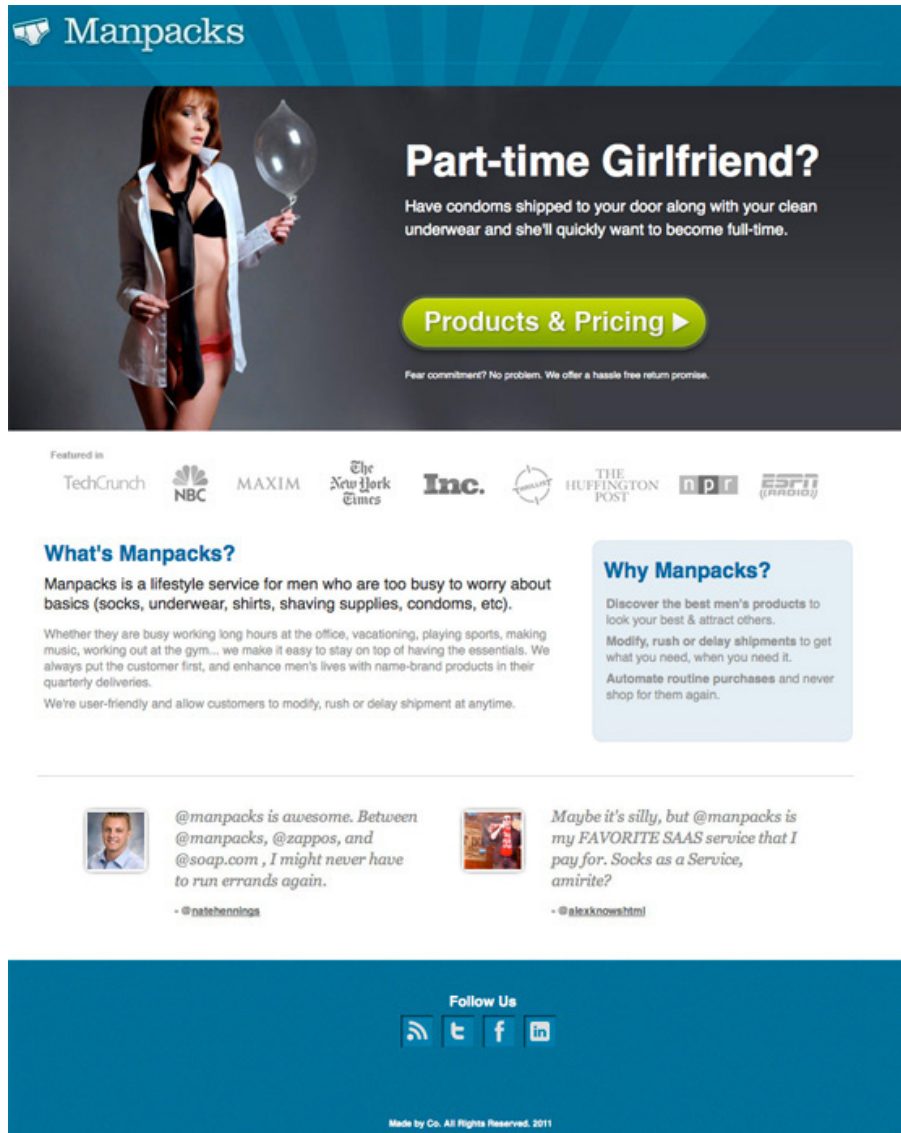 Manpacks
Part-time Girlfriend?
Have condoms shipped to your door along with your clean
underwear and she'll quickly want to become full-time.
Products & Pricing
Fear commitment? No problem. We offer a hassle free return promise.
Featured in
TechCrunch
NBC
MAXIM
The
New York
Times
Inc.
THRILLIST
THE
HUFFINGTON
POST
npr
ESPN
((RADIO))
What's Manpacks?
Manpacks is a lifestyle service for men who are too busy to worry about
basics (socks, underwear, shirts, shaving supplies, condoms, etc).
Whether they are busy working long hours at the office, vacationing, playing sports, making
music, working out at the gym... we make it easy to stay on top of having the essentials. We
always put the customer first, and enhance men's lives with name-brand products in their
quarterly deliveries.
We're user-friendly and allow customers to modify, rush or delay shipment at anytime.
Why Manpacks?
Discover the best men's products to
look your best & attract others.
Modify, rush or delay shipments to get
what you need, when you need it.
Automate routine purchases and never
shop for them again.
@manpacks is awesome. Between
@manpacks, @zappos, and
@soap.com , I might never have
to run errands again.
- @natehennings
Maybe it's silly, but @manpacks is
my FAVORITE SAAS service that I
pay for. Socks as a Service,
amirite?
- @alexknowshtml
Follow Us
t
f
in
Made by Co. All Rights Reserved. 2011